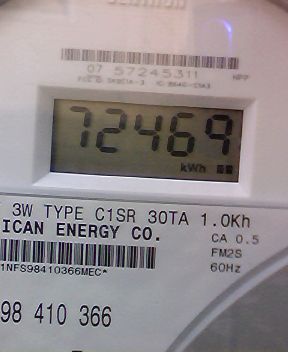 07 57245311 HPP
72469
kWh
3W TYPE C1SR 30TA 1.0Kh
ICAN ENERGY CO.
CA 0.5
FM2S
1NFS98410366MEC*
60Hz
98 410 366